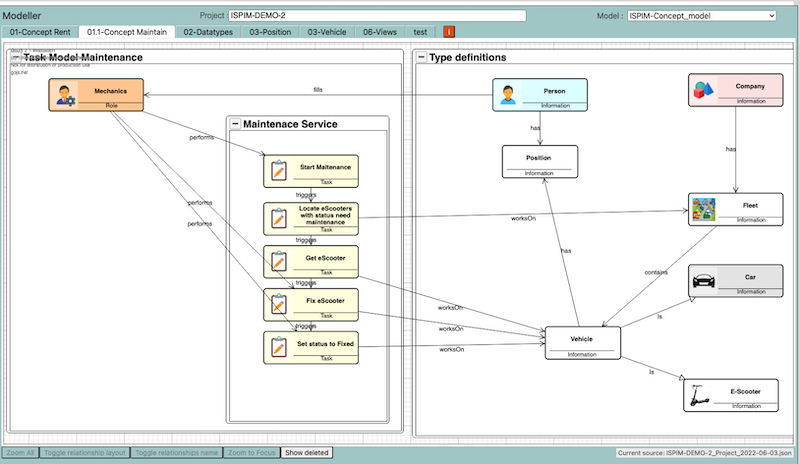 Modeller
Project : ISPIM-DEMO-2
Model : ISPIM-Concept_model
01-Concept Rent
01.1-Concept Maintain
02-Datatypes
03-Position
03-Vehicle
06-Views
test
!
Task Model Maintenance
Not for distribution or production use
gojs.net
Mechanics
Role
fills
performs
performs
performs
Maintenace Service
Start Maitenance
Task
triggers
Locate eScooters
with status need
maintenance
Task
triggers
Get eScooter
Task
triggers
Fix eScooter
Task
triggers
Set status to Fixed
Task
worksOn
worksOn
worksOn
worksOn
Type definitions
Person
Information
has
Position
Information
has
Company
Information
has
Fleet
Information
contains
Car
Information
Is
Vehicle
Information
Is
E-Scooter
Information
Zoom All
Toggle relationship layout
Toggle relationships name
Zoom to Focus
Show deleted
Current source: ISPIM-DEMO-2_Project_2022-06-03.json